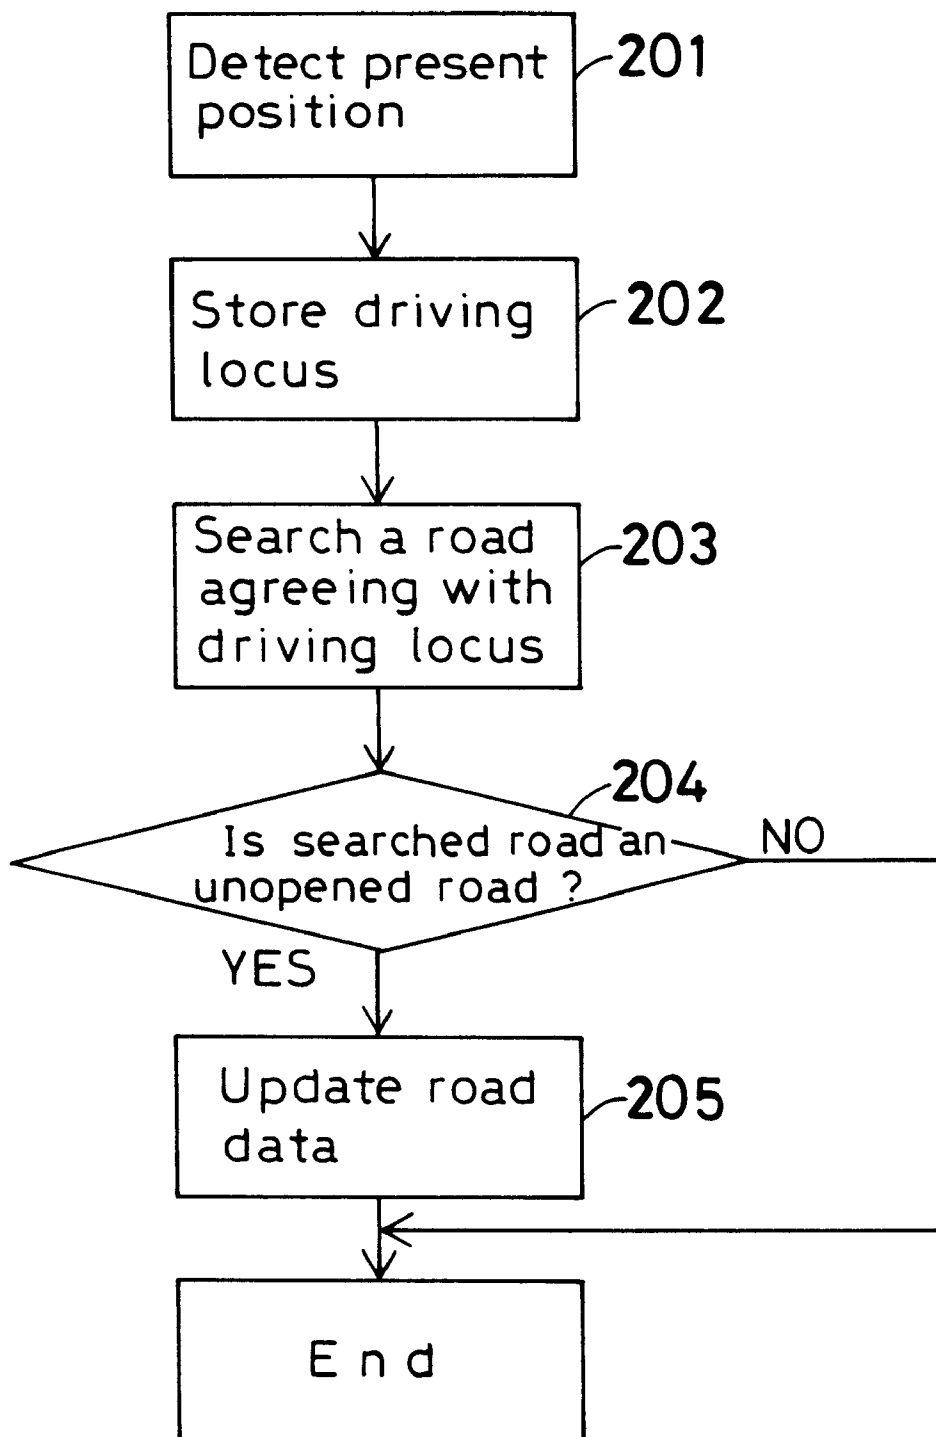 Detect present
position
201
Store driving
locus
202
Search a road
agreeing with
driving locus
203
204
Is searched road an
unopened road ?
NO
YES
Update road
data
205
End